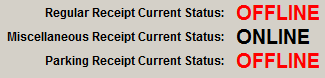 Regular Receipt Current Status: OFFLINE
Miscellaneous Receipt Current Status: ONLINE
Parking Receipt Current Status: OFFLINE